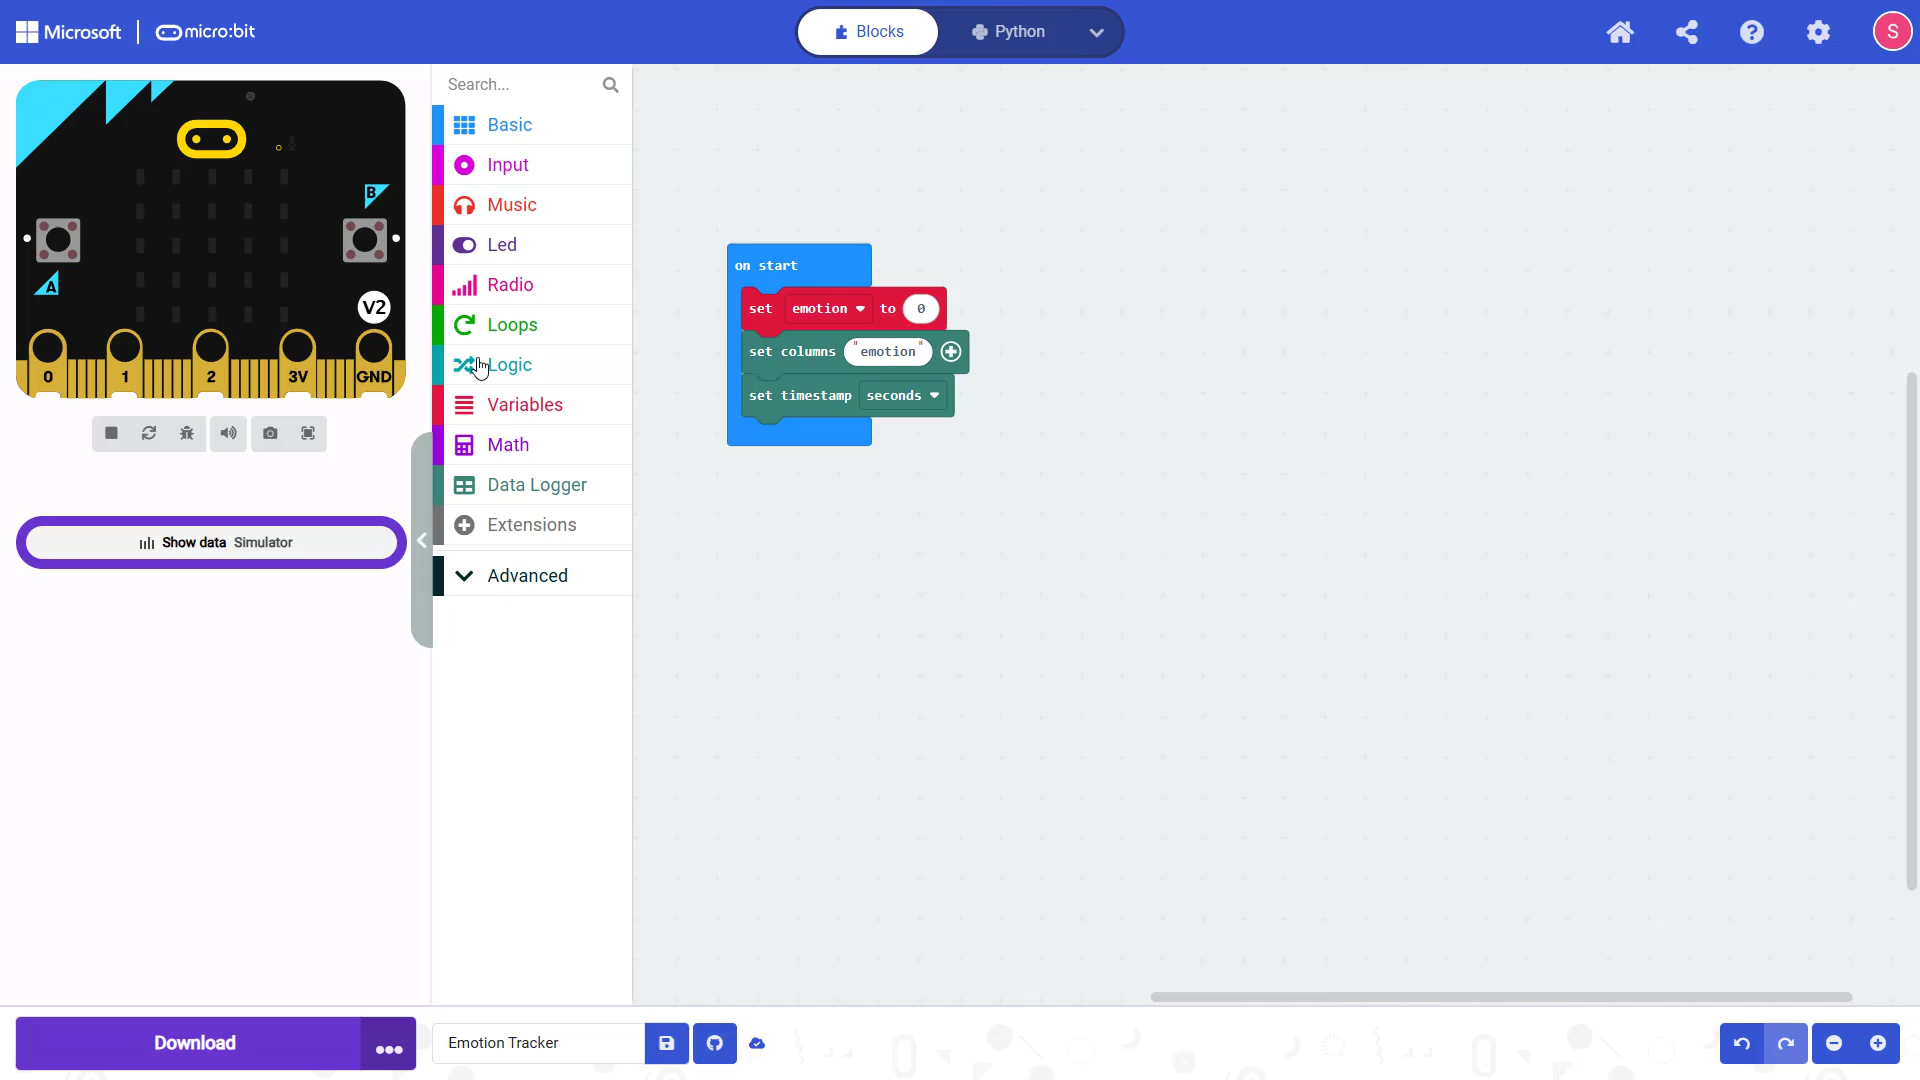 Microsoft | micro:bit
Blocks
Python
S
Search...
Basic
Input
Music
Led
Radio
Loops
Logic
Variables
Math
Data Logger
Extensions
Advanced
B
A
V2
0 1 2 3V GND
Show data Simulator
on start
set emotion to 0
set columns "emotion"
set timestamp seconds
Download
Emotion Tracker